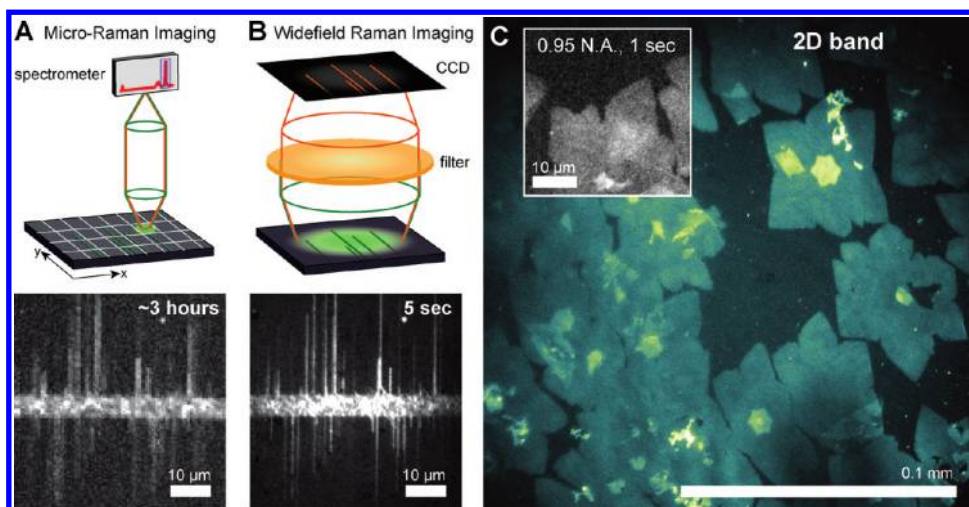 A Micro-Raman Imaging
spectrometer
y
x
~3 hours
10 µm
B Widefield Raman Imaging
CCD
filter
5 sec
10 µm
C
2D band
0.95 N.A., 1 sec
10 µm
0.1 mm